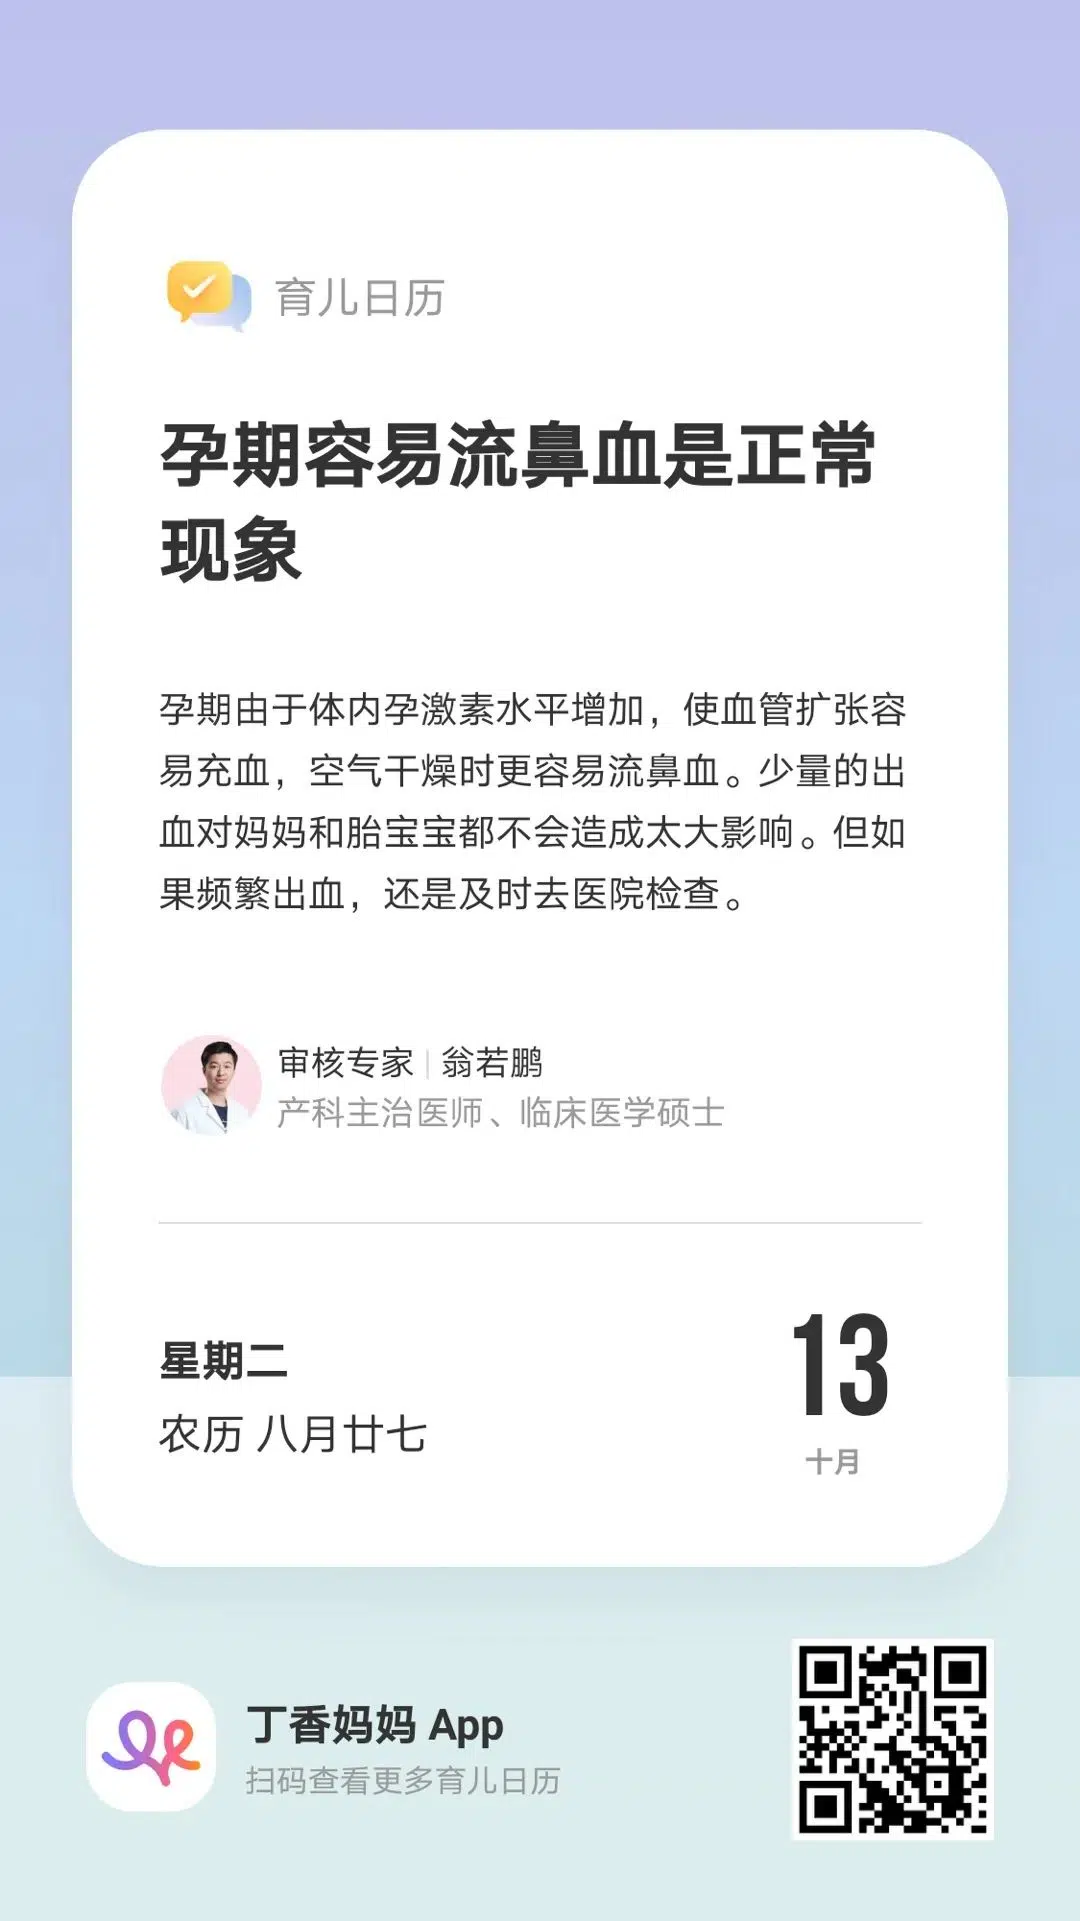 育儿日历
孕期容易流鼻血是正常
现象
孕期由于体内孕激素水平增加，使血管扩张容
易充血，空气干燥时更容易流鼻血。少量的出
血对妈妈和胎宝宝都不会造成太大影响。但如
果频繁出血，还是及时去医院检查。
审核专家 | 翁若鹏
产科主治医师、临床医学硕士
星期二
农历 八月廿七
13
十月
丁香妈妈 App
扫码查看更多育儿日历